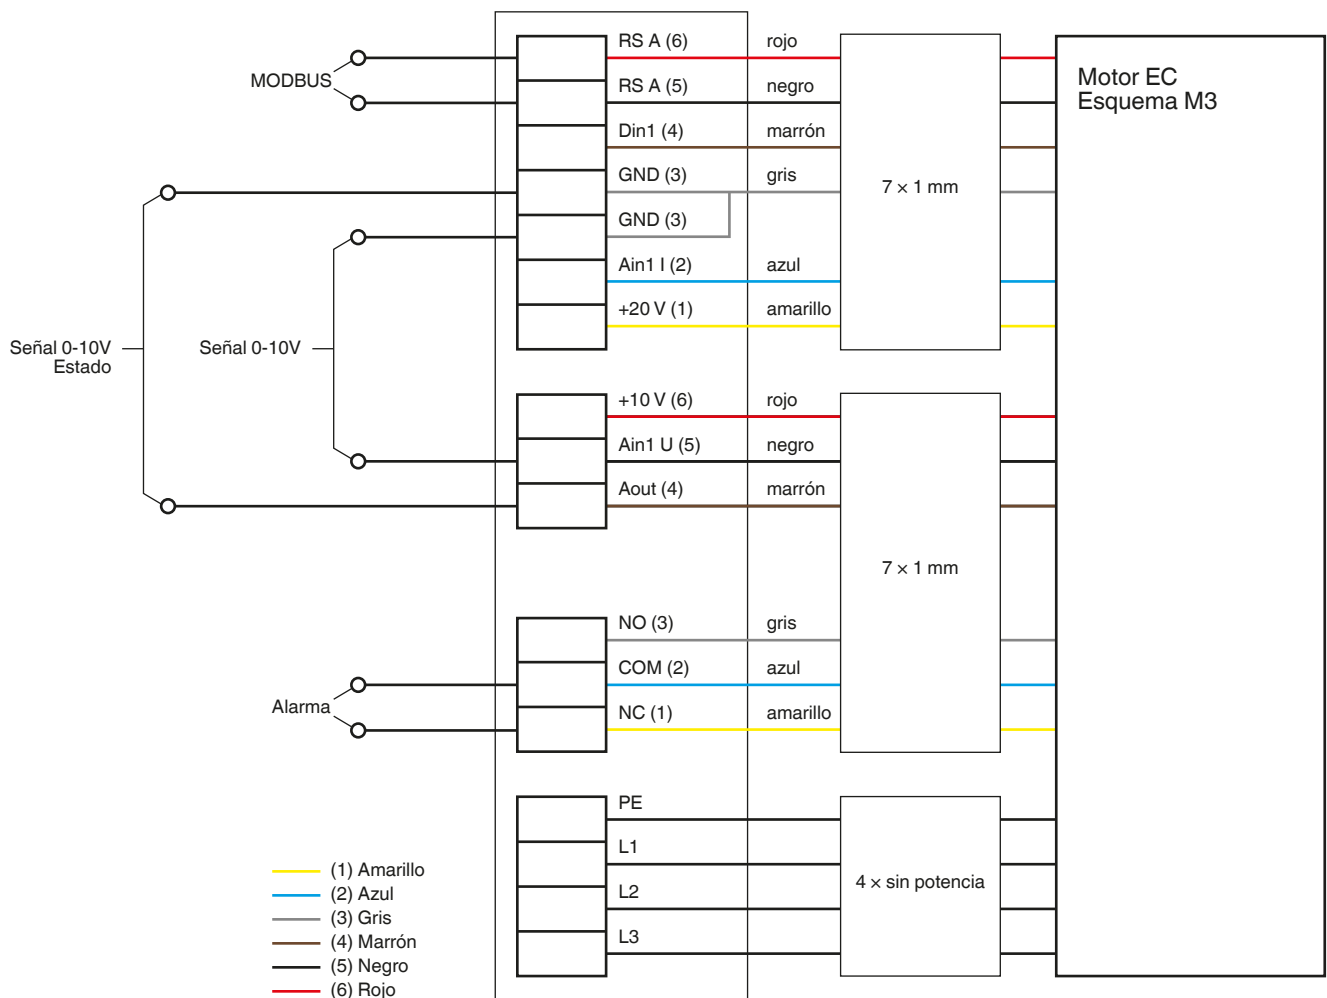 RS A (6) rojo
MODBUS
RS A (5) negro
Motor EC
Esquema M3
Din1 (4) marrón
GND (3) gris
7 × 1 mm
GND (3)
Ain1 I (2) azul
+20 V (1) amarillo
Señal 0-10V
Estado
Señal 0-10V
+10 V (6) rojo
Ain1 U (5) negro
Aout (4) marrón
7 × 1 mm
NO (3) gris
COM (2) azul
Alarma
NC (1) amarillo
PE
L1
4 × sin potencia
L2
L3
(1) Amarillo
(2) Azul
(3) Gris
(4) Marrón
(5) Negro
(6) Rojo